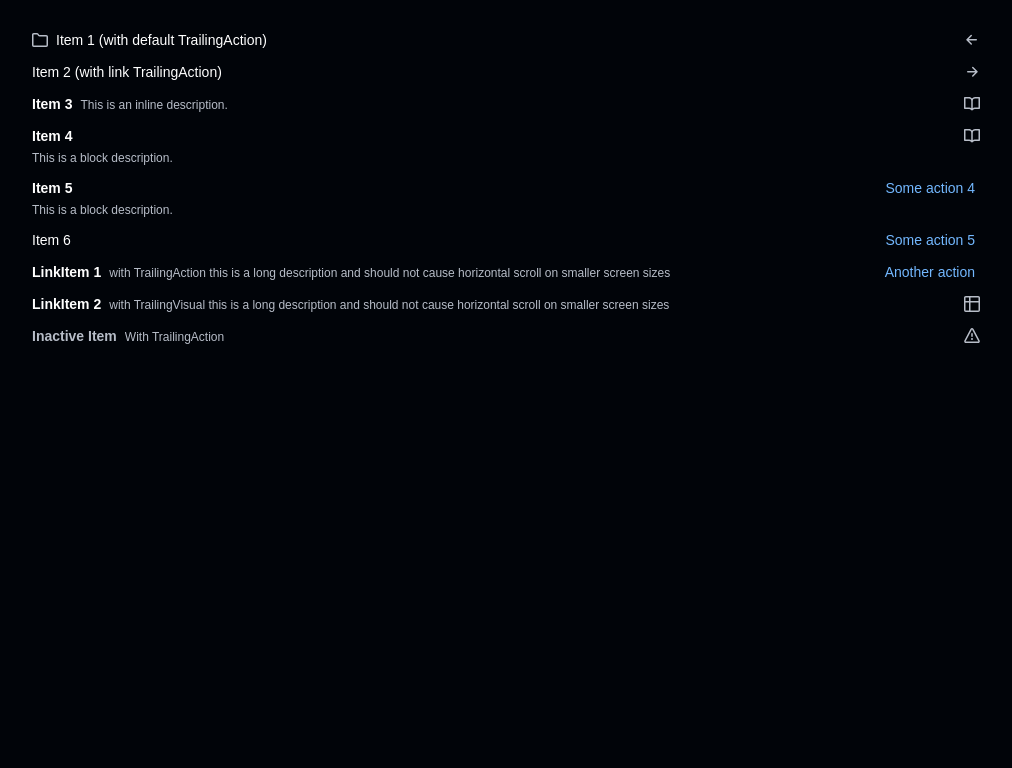 Item 1 (with default TrailingAction)
Item 2 (with link TrailingAction)
Item 3 This is an inline description.
Item 4
This is a block description.
Item 5 Some action 4
This is a block description.
Item 6 Some action 5
LinkItem 1 with TrailingAction this is a long description and should not cause horizontal scroll on smaller screen sizes Another action
LinkItem 2 with TrailingVisual this is a long description and should not cause horizontal scroll on smaller screen sizes
Inactive Item With TrailingAction